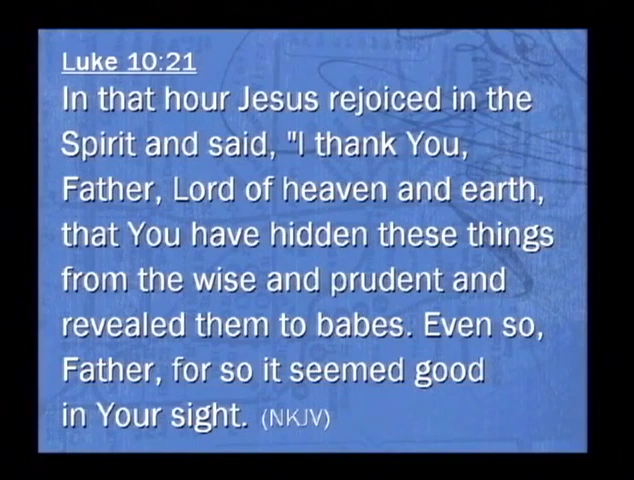 Luke 10:21
In that hour Jesus rejoiced in the
Spirit and said, "I thank You,
Father, Lord of heaven and earth,
that You have hidden these things
from the wise and prudent and
revealed them to babes. Even so,
Father, for so it seemed good
in Your sight. (NKJV)